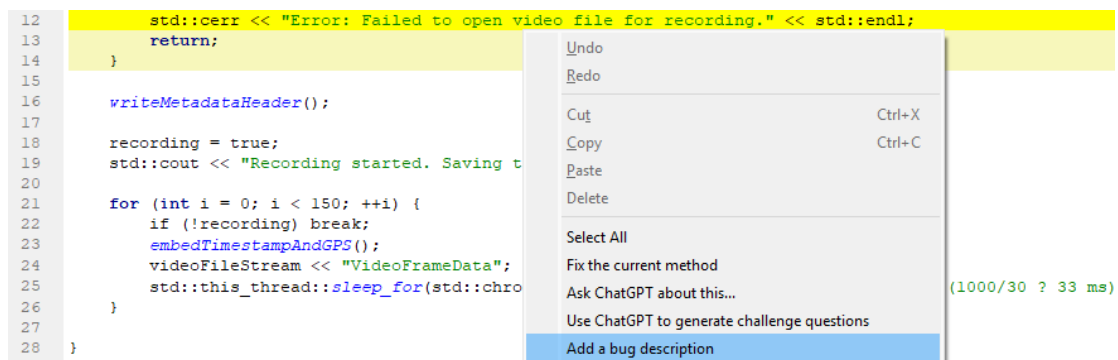 12 std::cerr << "Error: Failed to open video file for recording." << std::endl;
13 return;
14 }
15
16 writeMetadataHeader();
17
18 recording = true;
19 std::cout << "Recording started. Saving t
20
21 for (int i = 0; i < 150; ++i) {
22 if (!recording) break;
23 embedTimestampAndGPS();
24 videoFileStream << "VideoFrameData";
25 std::this_thread::sleep_for(std::chro (1000/30 ? 33 ms)
26 }
27
28 }
Undo
Redo
Cut Ctrl+X
Copy Ctrl+C
Paste
Delete
Select All
Fix the current method
Ask ChatGPT about this...
Use ChatGPT to generate challenge questions
Add a bug description